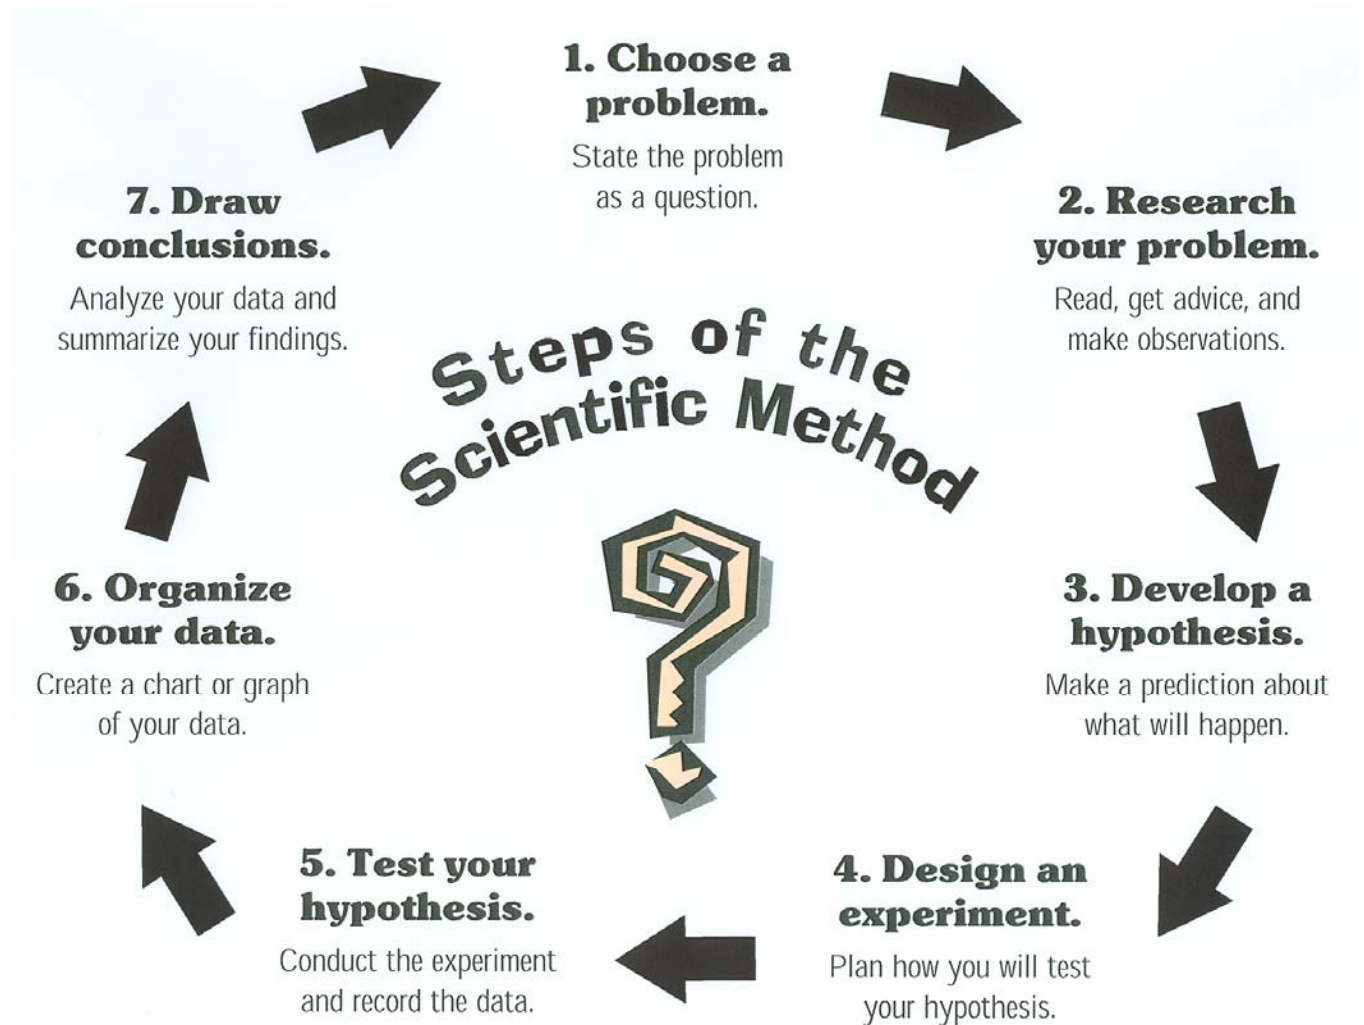 Steps of the
Scientific Method
1. Choose a
problem.
State the problem
as a question.
2. Research
your problem.
Read, get advice, and
make observations.
3. Develop a
hypothesis.
Make a prediction about
what will happen.
4. Design an
experiment.
Plan how you will test
your hypothesis.
5. Test your
hypothesis.
Conduct the experiment
and record the data.
6. Organize
your data.
Create a chart or graph
of your data.
7. Draw
conclusions.
Analyze your data and
summarize your findings.